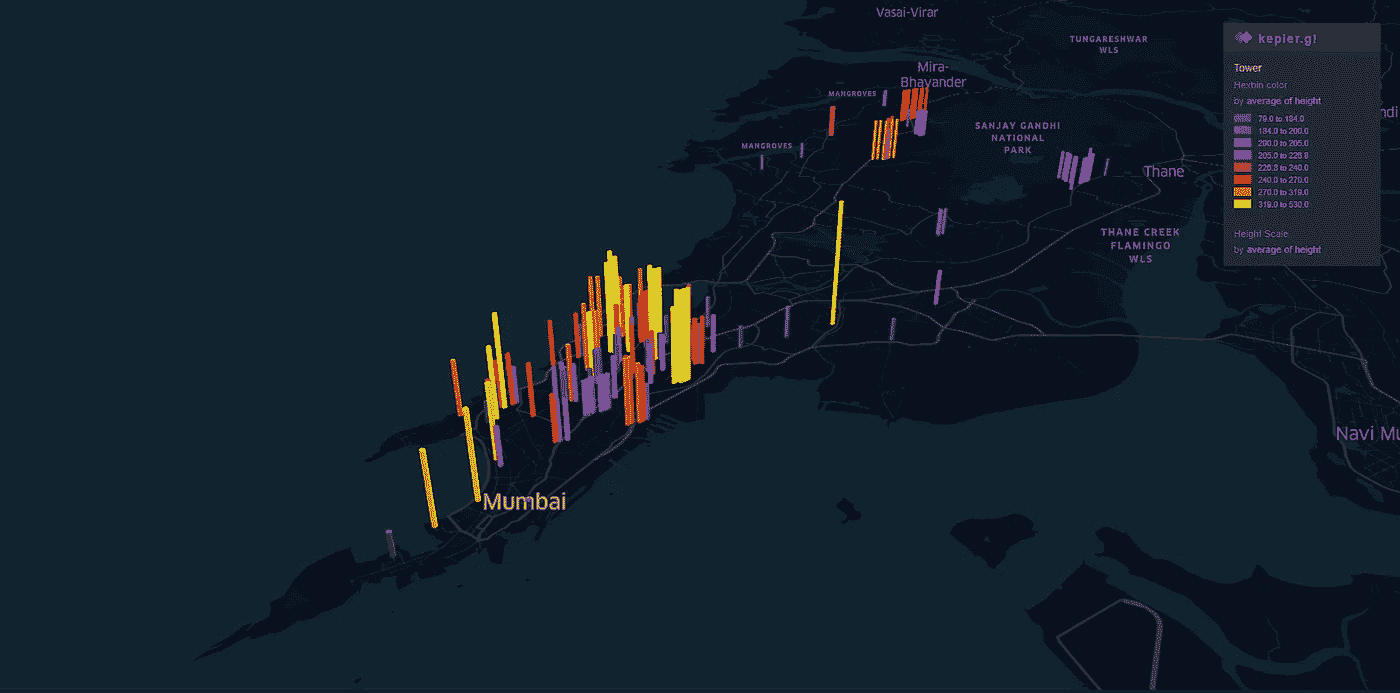 Vasai-Virar
TUNGARESHWAR
WLS
Mira-
Bhayander
MANGROVES
SANJAY GANDHI
NATIONAL
PARK
MANGROVES
Thane
THANE CREEK
FLAMINGO
WLS
Navi Mu
Mumbai
kepler.gl
Tower
Hexbin color
by average of height
79.0 to 184.0
184.0 to 200.0
200.0 to 205.0
205.0 to 226.8
226.8 to 240.0
240.0 to 270.0
270.0 to 319.0
319.0 to 530.0
Height Scale
by average of height
ndi